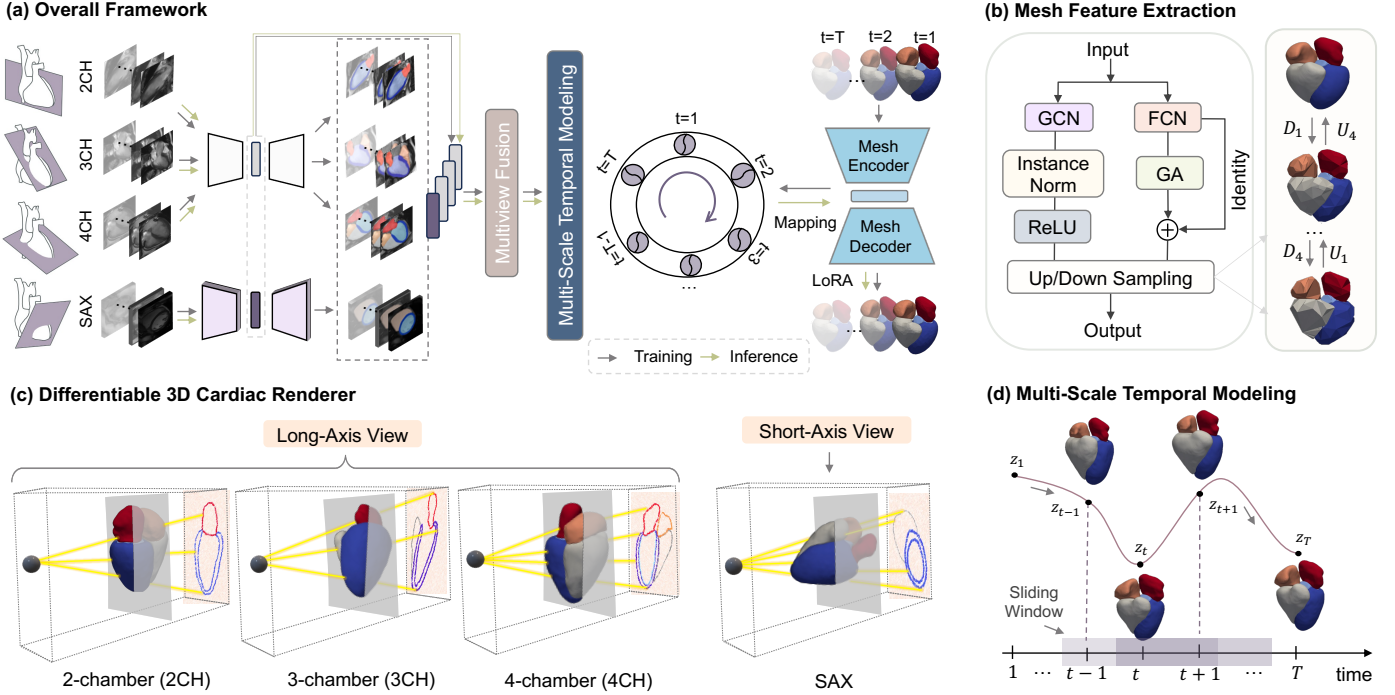 (a) Overall Framework
2CH
3CH
4CH
SAX
Multiview Fusion
Multi-Scale Temporal Modeling
t=1
t=2
t=3
...
t=T-1
t=T
Mapping
t=T
t=2
t=1
...
Mesh
Encoder
Mesh
Decoder
LoRA
...
Training
Inference
(b) Mesh Feature Extraction
Input
GCN
FCN
Instance
Norm
GA
ReLU
Identity
Up/Down Sampling
Output
D₁
U₄
...
D₄
U₁
(c) Differentiable 3D Cardiac Renderer
Long-Axis View
Short-Axis View
2-chamber (2CH)
3-chamber (3CH)
4-chamber (4CH)
SAX
(d) Multi-Scale Temporal Modeling
z₁
zₜ₋₁
zₜ
zₜ₊₁
z_T
Sliding
Window
1 ... t − 1 t t + 1 ... T time